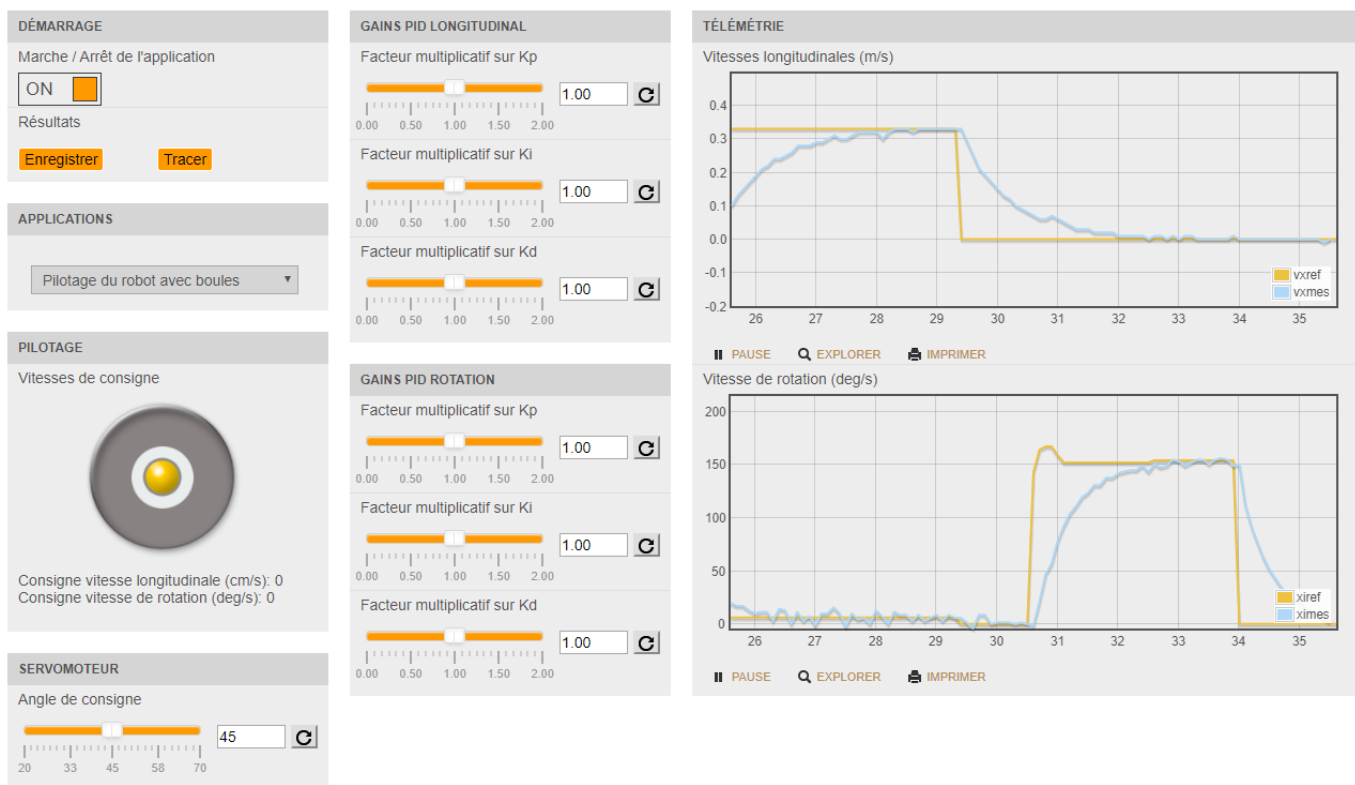 DÉMARRAGE
Marche / Arrêt de l'application
ON
Résultats
Enregistrer Tracer
APPLICATIONS
Pilotage du robot avec boules
PILOTAGE
Vitesses de consigne
Consigne vitesse longitudinale (cm/s): 0
Consigne vitesse de rotation (deg/s): 0
SERVOMOTEUR
Angle de consigne
45
20 33 45 58 70
GAINS PID LONGITUDINAL
Facteur multiplicatif sur Kp
1.00
0.00 0.50 1.00 1.50 2.00
Facteur multiplicatif sur Ki
1.00
0.00 0.50 1.00 1.50 2.00
Facteur multiplicatif sur Kd
1.00
0.00 0.50 1.00 1.50 2.00
GAINS PID ROTATION
Facteur multiplicatif sur Kp
1.00
0.00 0.50 1.00 1.50 2.00
Facteur multiplicatif sur Ki
1.00
0.00 0.50 1.00 1.50 2.00
Facteur multiplicatif sur Kd
1.00
0.00 0.50 1.00 1.50 2.00
TÉLÉMÉTRIE
Vitesses longitudinales (m/s)
0.4
0.3
0.2
0.1
0.0
-0.1
-0.2
vxref
vxmes
26 27 28 29 30 31 32 33 34 35
PAUSE EXPLORER IMPRIMER
Vitesse de rotation (deg/s)
200
150
100
50
0
xiref
ximes
26 27 28 29 30 31 32 33 34 35
PAUSE EXPLORER IMPRIMER